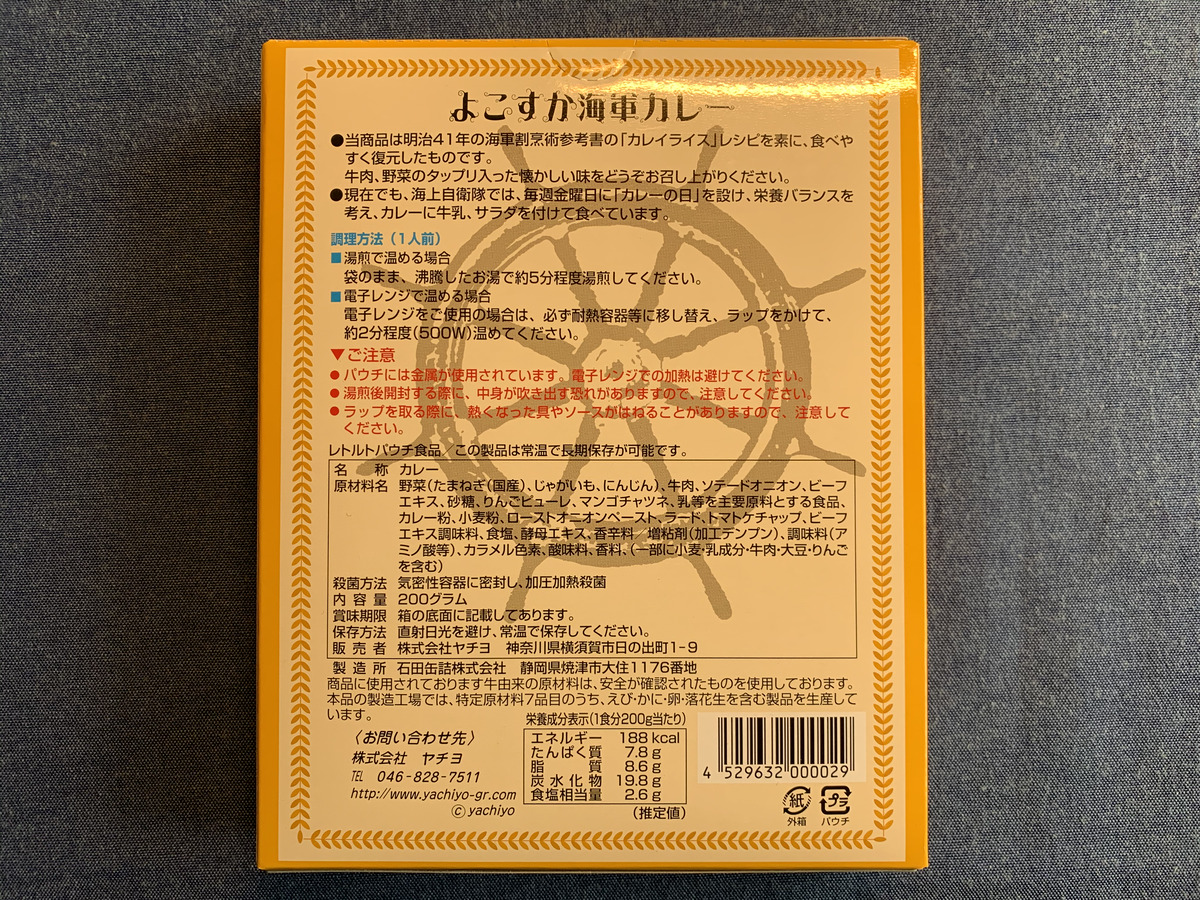 よこすか海軍カレー
●当商品は明治41年の海軍割烹術参考書の「カレイライス」レシピを素に、食べや
すく復元したものです。
牛肉、野菜のタップリ入った懐かしい味をどうぞお召し上がりください。
●現在でも、海上自衛隊では、毎週金曜日に「カレーの日」を設け、栄養バランスを
考え、カレーに牛乳、サラダを付けて食べています。
調理方法（1人前）
■湯煎で温める場合
袋のまま、沸騰したお湯で約5分程度湯煎してください。
■電子レンジで温める場合
電子レンジをご使用の場合は、必ず耐熱容器等に移し替え、ラップをかけて、
約2分程度（500W）温めてください。
▼ご注意
●パウチには金属が使用されています。電子レンジでの加熱は避けてください。
●湯煎後開封する際に、中身が吹き出す恐れがありますので、注意してください。
●ラップを取る際に、熱くなった具やソースがはねることがありますので、注意して
ください。
レトルトパウチ食品／この製品は常温で長期保存が可能です。
名称 カレー
原材料名 野菜（たまねぎ（国産）、じゃがいも、にんじん）、牛肉、ソテードオニオン、ビーフ
エキス、砂糖、りんごピューレ、マンゴチャツネ、乳等を主要原料とする食品、
カレー粉、小麦粉、ローストオニオンペースト、ラード、トマトケチャップ、ビーフ
エキス調味料、食塩、酵母エキス、香辛料／増粘剤（加工デンプン）、調味料（ア
ミノ酸等）、カラメル色素、酸味料、香料、（一部に小麦・乳成分・牛肉・大豆・りんご
を含む）
殺菌方法 気密性容器に密封し、加圧加熱殺菌
内容量 200グラム
賞味期限 箱の底面に記載してあります。
保存方法 直射日光を避け、常温で保存してください。
販売者 株式会社ヤチヨ 神奈川県横須賀市日の出町1-9
製造所 石田缶詰株式会社 静岡県焼津市大住1176番地
商品に使用されております牛由来の原材料は、安全が確認されたものを使用しております。
本品の製造工場では、特定原材料7品目のうち、えび・かに・卵・落花生を含む製品を生産して
います。
〈お問い合わせ先〉
株式会社 ヤチヨ
TEL 046-828-7511
http://www.yachiyo-gr.com
©yachiyo
栄養成分表示（1食分200g当たり）
エネルギー 188 kcal
たんぱく質 7.8 g
脂質 8.6 g
炭水化物 19.8 g
食塩相当量 2.6 g
（推定値）
4 529632 000029
紙 プラ
外箱 パウチ